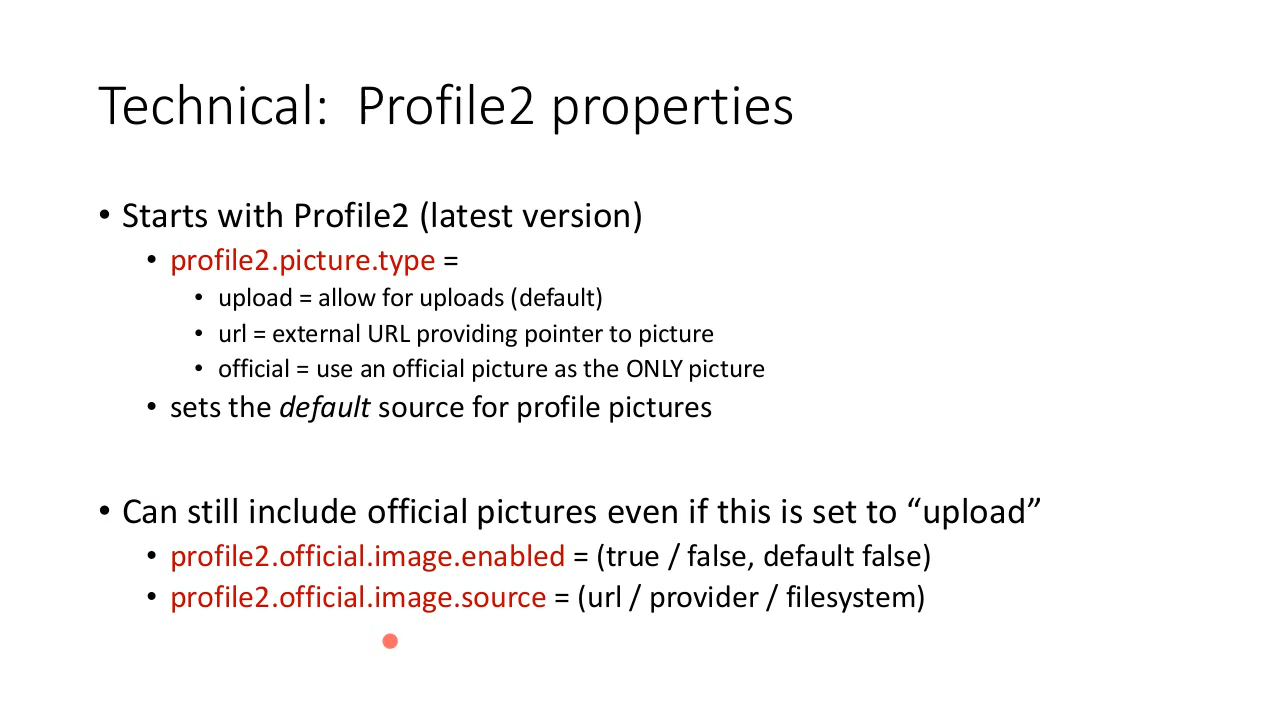 Technical:  Profile2 properties
• Starts with Profile2 (latest version)
• profile2.picture.type =
• upload = allow for uploads (default)
• url = external URL providing pointer to picture
• official = use an official picture as the ONLY picture
• sets the default source for profile pictures
• Can still include official pictures even if this is set to “upload”
• profile2.official.image.enabled = (true / false, default false)
• profile2.official.image.source = (url / provider / filesystem)